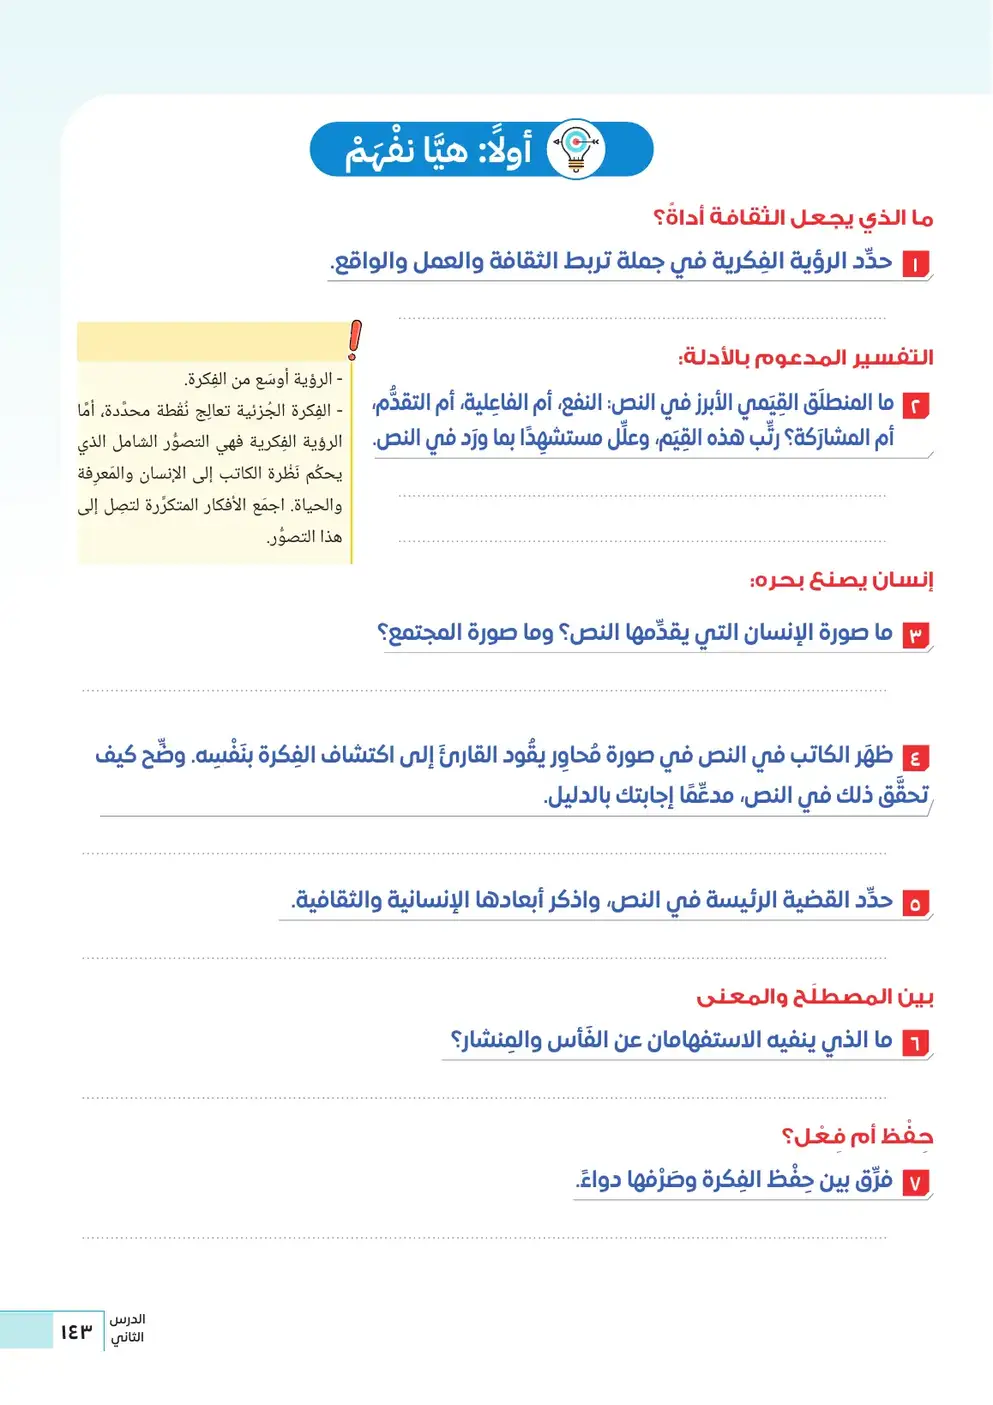 أولًا: هيَّا نفْهَمْ
ما الذي يجعل الثقافة أداةً؟
١ حدِّد الرؤية الفِكرية في جملة تربط الثقافة والعمل والواقع.
التفسير المدعوم بالأدلة:
٢ ما المنطلَق القِيَمي الأبرز في النص: النفع، أم الفاعِلية، أم التقدُّم،
أم المشارَكة؟ رتِّب هذه القِيَم، وعلِّل مستشهِدًا بما ورَد في النص.
!
- الرؤية أوسَع من الفِكرة.
- الفِكرة الجُزئية تعالِج نُقْطة محدَّدة، أمَّا
الرؤية الفِكرية فهي التصوُّر الشامل الذي
يحكُم نَظْرة الكاتب إلى الإنسان والمَعرِفة
والحياة. اجمَع الأفكار المتكرَّرة لتصِل إلى
هذا التصوُّر.
إنسان يصنع بحره:
٣ ما صورة الإنسان التي يقدِّمها النص؟ وما صورة المجتمع؟
٤ ظهَر الكاتب في النص في صورة مُحاوِر يقُود القارئَ إلى اكتشاف الفِكرة بنَفْسِه. وضِّح كيف
تحقَّق ذلك في النص، مدعِّمًا إجابتك بالدليل.
٥ حدِّد القضية الرئيسة في النص، واذكر أبعادها الإنسانية والثقافية.
بين المصطلَح والمعنى
٦ ما الذي ينفيه الاستفهامان عن الفَأس والمِنشار؟
حِفْظ أم فِعْل؟
٧ فرِّق بين حِفْظ الفِكرة وصَرْفها دواءً.
الدرس
الثاني
١٤٣